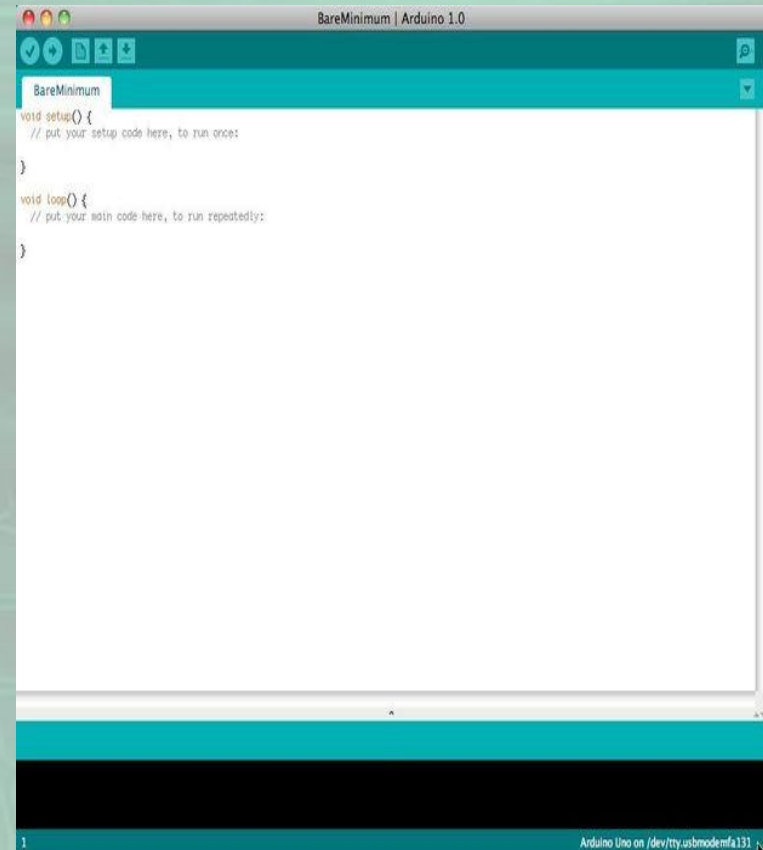 BareMinimum | Arduino 1.0
BareMinimum
void setup() {
// put your setup code here, to run once:
}
void loop() {
// put your main code here, to run repeatedly:
}
1
Arduino Uno on /dev/tty.usbmodemfa131